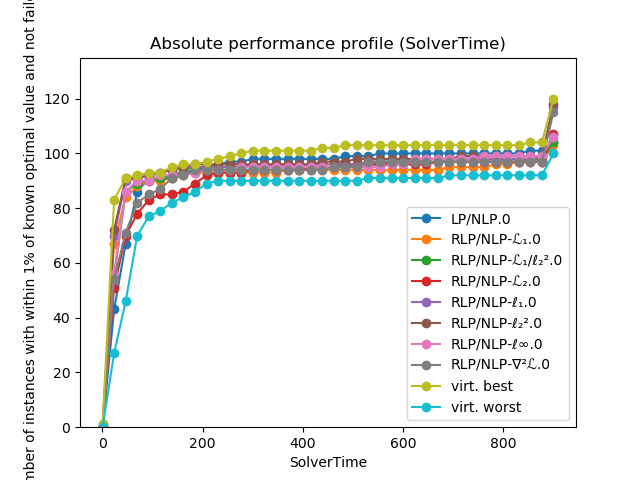 Absolute performance profile (SolverTime)
of instances with within 1% of known optimal value and not
120
100
80
60
40
20
0
0
200
400
600
800
SolverTime
LP/NLP.0
RLP/NLP-ℒ₁.0
RLP/NLP-ℒ₁/ℓ₂².0
RLP/NLP-ℒ₂.0
RLP/NLP-ℓ₁.0
RLP/NLP-ℓ₂².0
RLP/NLP-ℓ∞.0
RLP/NLP-∇²ℒ.0
virt. best
virt. worst